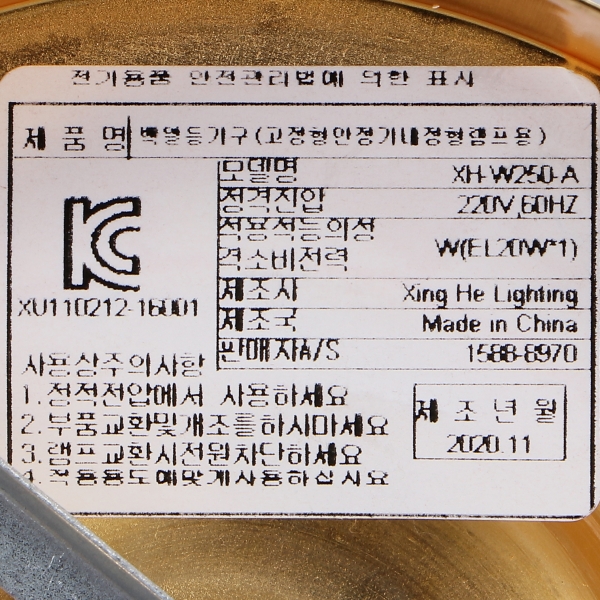 전기용품 안전관리법에 의한 표시
제 품 명 백열등기구(고정형안정기내장형램프용)
모델명 XH-W250-A
정격전압 220V,60HZ
적용적등의정
격소비전력 W(EL20W*1)
제조사 Xing He Lighting
제조국 Made in China
판매자A/S 1588-8970
KC
XU110212-16001
사용상주의사항
1.전적전압에서 사용하세요
2.부품교환및개조를하시마세요
3.램프교환시전원차단하세요
4.적용용도에맞게사용하십시요
제 조 년 월
2020.11